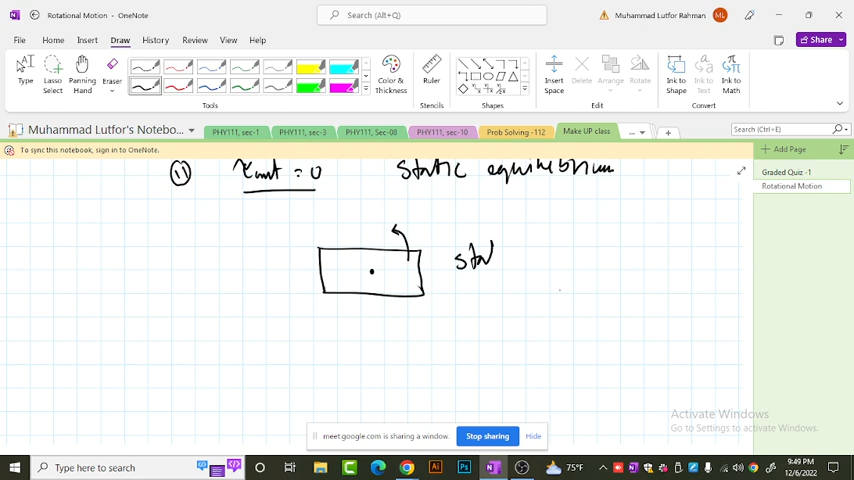 Rotational Motion - OneNote
Search (Alt+Q)
Muhammad Lutfor Rahman
ML
File Home Insert Draw History Review View Help
Share
Type
Lasso Select
Panning Hand
Eraser
Color & Thickness
Ruler
Insert Space
Delete
Arrange
Rotate
Ink to Shape
Ink to Text
Ink to Math
Tools
Stencils
Shapes
Edit
Convert
Muhammad Lutfor's Notebo...
PHY111, sec-1
PHY111, sec-3
PHY111, Sec-08
PHY111, sec-10
Prob Solving -112
Make UP class
Search (Ctrl+E)
To sync this notebook, sign in to OneNote.
Add Page
Graded Quiz -1
Rotational Motion
τnet = 0 static equilibrium
sta
Activate Windows
Go to Settings to activate Windows.
meet.google.com is sharing a window. Stop sharing Hide
Type here to search
75°F
9:49 PM
12/6/2022